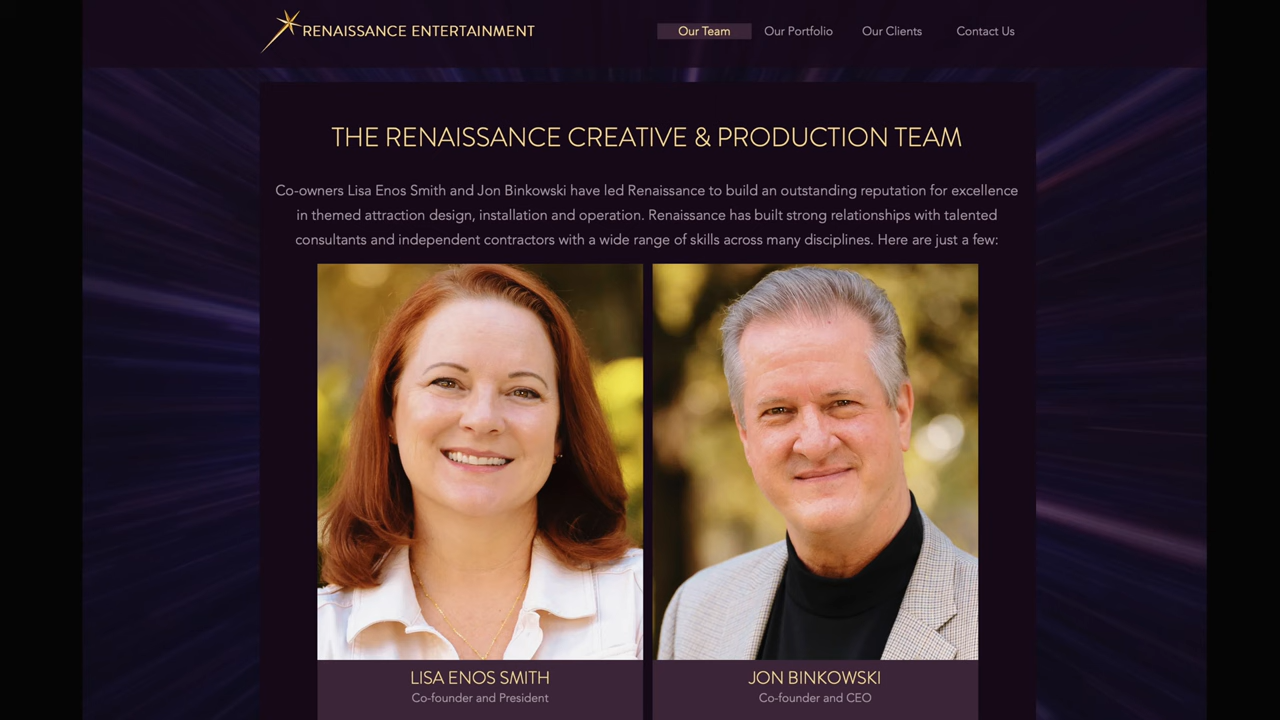 RENAISSANCE ENTERTAINMENT
Our Team
Our Portfolio
Our Clients
Contact Us
THE RENAISSANCE CREATIVE & PRODUCTION TEAM
Co-owners Lisa Enos Smith and Jon Binkowski have led Renaissance to build an outstanding reputation for excellence
in themed attraction design, installation and operation. Renaissance has built strong relationships with talented
consultants and independent contractors with a wide range of skills across many disciplines. Here are just a few:
LISA ENOS SMITH
Co-founder and President
JON BINKOWSKI
Co-founder and CEO